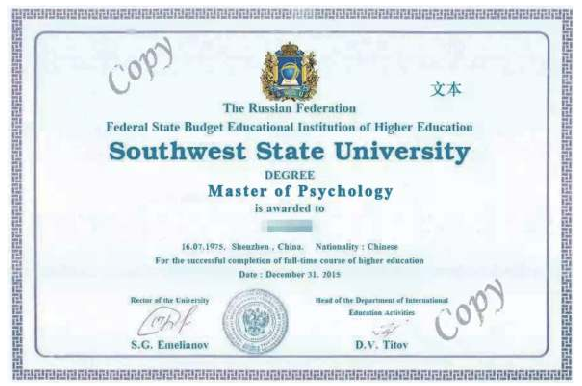 Copy
文本
The Russian Federation
Federal State Budget Educational Institution of Higher Education
Southwest State University
DEGREE
Master of Psychology
is awarded to
16.07.1975, Shenzhen , China. Nationality : Chinese
For the successful completion of full-time course of higher education
Date : December 31, 2015
Rector of the University
Head of the Department of International
Education Activities
Copy
S.G. Emelianov
D.V. Titov